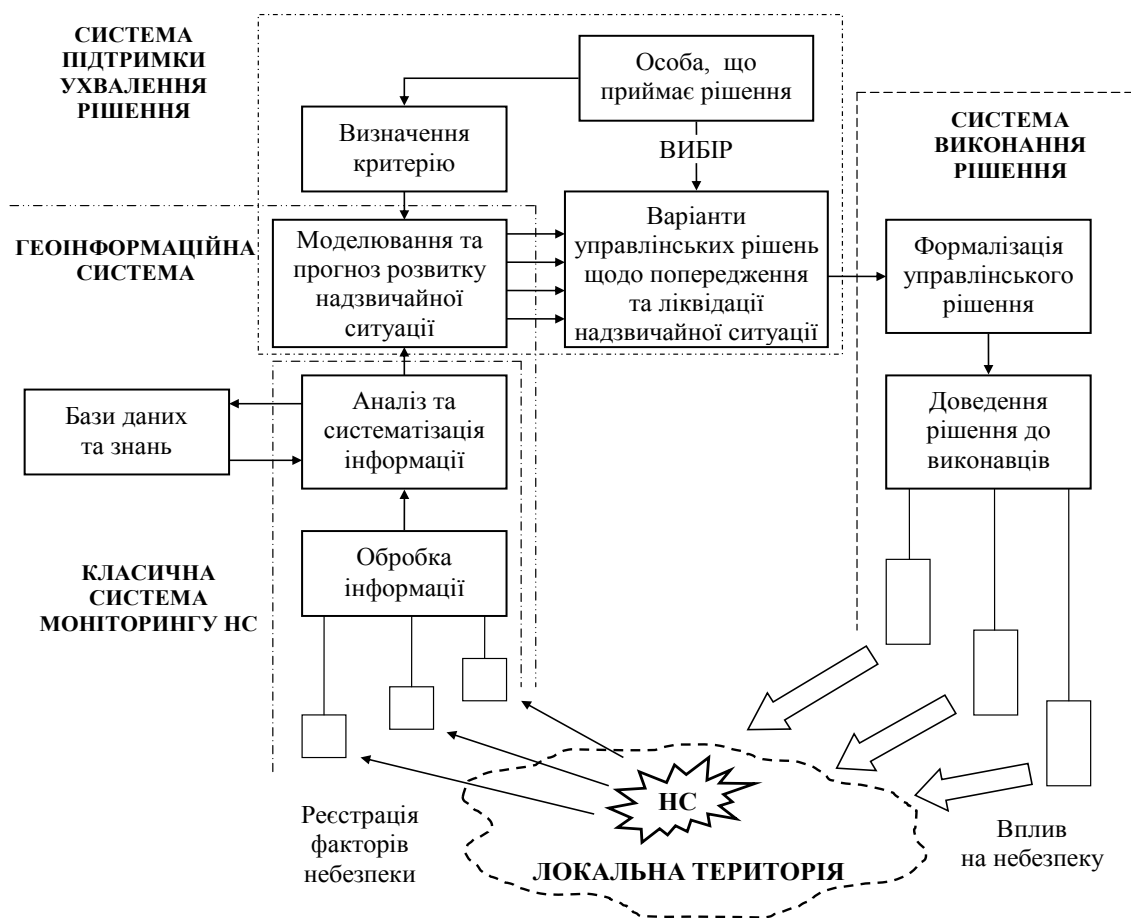 СИСТЕМА
ПІДТРИМКИ
УХВАЛЕННЯ
РІШЕННЯ
Особа, що
приймає рішення
Визначення
критерію
ВИБІР
СИСТЕМА
ВИКОНАННЯ
РІШЕННЯ
ГЕОІНФОРМАЦІЙНА
СИСТЕМА
Моделювання та
прогноз розвитку
надзвичайної
ситуації
Варіанти
управлінських рішень
щодо попередження
та ліквідації
надзвичайної ситуації
Формалізація
управлінського
рішення
Бази даних
та знань
Аналіз та
систематізація
інформації
Доведення
рішення до
виконавців
КЛАСИЧНА
СИСТЕМА
МОНІТОРИНГУ НС
Обробка
інформації
Реєстрація
факторів
небезпеки
НС
ЛОКАЛЬНА ТЕРИТОРІЯ
Вплив
на небезпеку